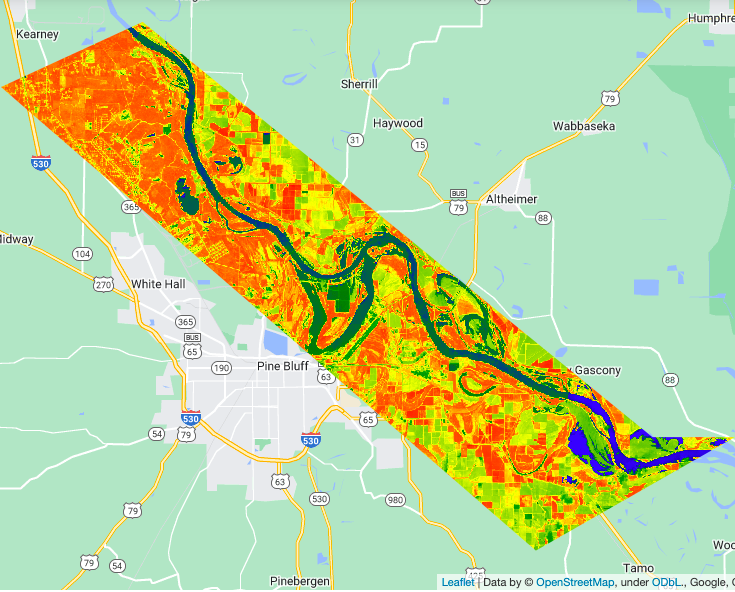 Humphre
Kearney
Sherrill
79
Haywood
Wabbaseka
31
15
530
BUS
79
Altheimer
365
88
Midway
104
270
White Hall
365
BUS
65
190
Pine Bluff
63
Gascony
88
530
65
54
79
530
63
530
980
79
79
54
Tamo
Woo
Pinebergen
Leaflet | Data by © OpenStreetMap, under ODbL., Google, C